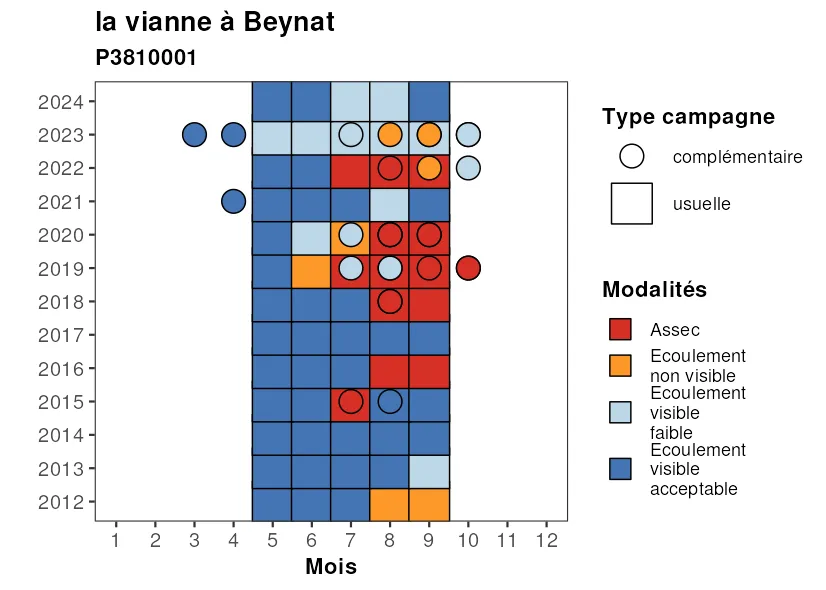 la vianne à Beynat
P3810001
2024
2023
2022
2021
2020
2019
2018
2017
2016
2015
2014
2013
2012
1 2 3 4 5 6 7 8 9 10 11 12
Mois
Type campagne
complémentaire
usuelle
Modalités
Assec
Ecoulement
non visible
Ecoulement
visible
faible
Ecoulement
visible
acceptable